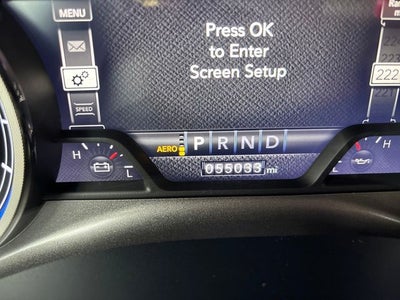 MENU
Press OK
to Enter
Screen Setup
SPEED
222
H
L
AERO
P R N D
055033 mi
H